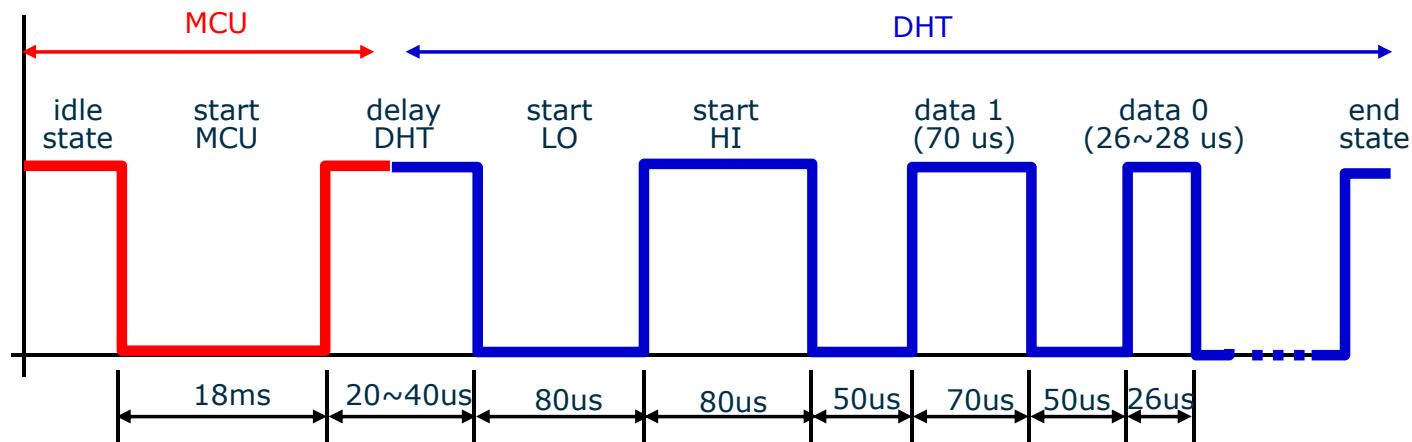 MCU
DHT
idle
state
start
MCU
delay
DHT
start
LO
start
HI
data 1
(70 us)
data 0
(26~28 us)
end
state
18ms
20~40us
80us
80us
50us
70us
50us
26us